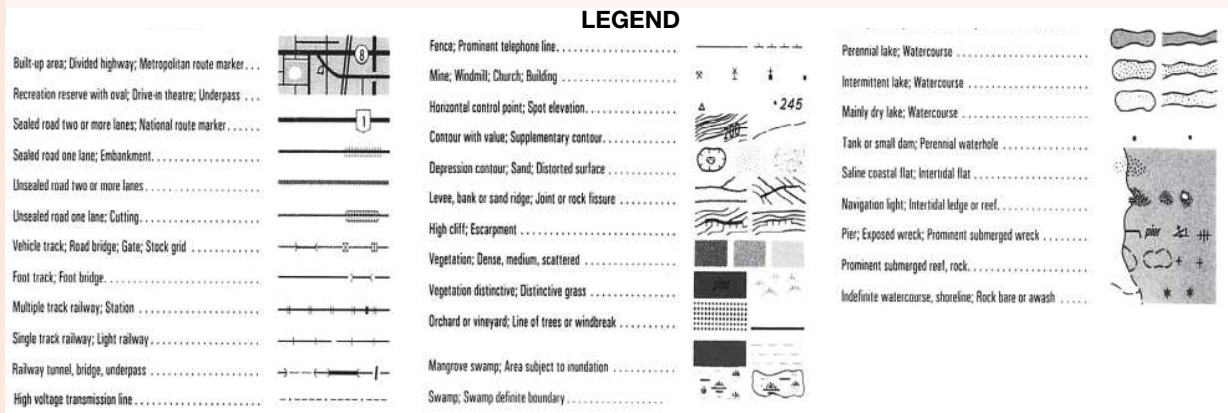 LEGEND
Built-up area; Divided highway; Metropolitan route marker...
Recreation reserve with oval; Drive-in theatre; Underpass ...
Sealed road two or more lanes; National route marker......
Sealed road one lane; Embankment....................
Unsealed road two or more lanes......................
Unsealed road one lane; Cutting......................
Vehicle track; Road bridge; Gate; Stock grid ..............
Foot track; Foot bridge..............................
Multiple track railway; Station ........................
Single track railway; Light railway......................
Railway tunnel, bridge, underpass .....................
High voltage transmission line.........................
8
1
Fence; Prominent telephone line.......................
Mine; Windmill; Church; Building ......................
Horizontal control point; Spot elevation.................
Contour with value; Supplementary contour..............
Depression contour; Sand; Distorted surface .............
Levee, bank or sand ridge; Joint or rock fissure ...........
High cliff; Escarpment ...............................
Vegetation; Dense, medium, scattered ..................
Vegetation distinctive; Distinctive grass .................
Orchard or vineyard; Line of trees or windbreak ...........
Mangrove swamp; Area subject to inundation ............
Swamp; Swamp definite boundary.....................
245
200
pier
Perennial lake; Watercourse ..........................
Intermittent lake; Watercourse ........................
Mainly dry lake; Watercourse .........................
Tank or small dam; Perennial waterhole .................
Saline coastal flat; Intertidal flat .......................
Navigation light; Intertidal ledge or reef..................
Pier; Exposed wreck; Prominent submerged wreck ........
Prominent submerged reef, rock.......................
Indefinite watercourse, shoreline; Rock bare or awash .....
pier